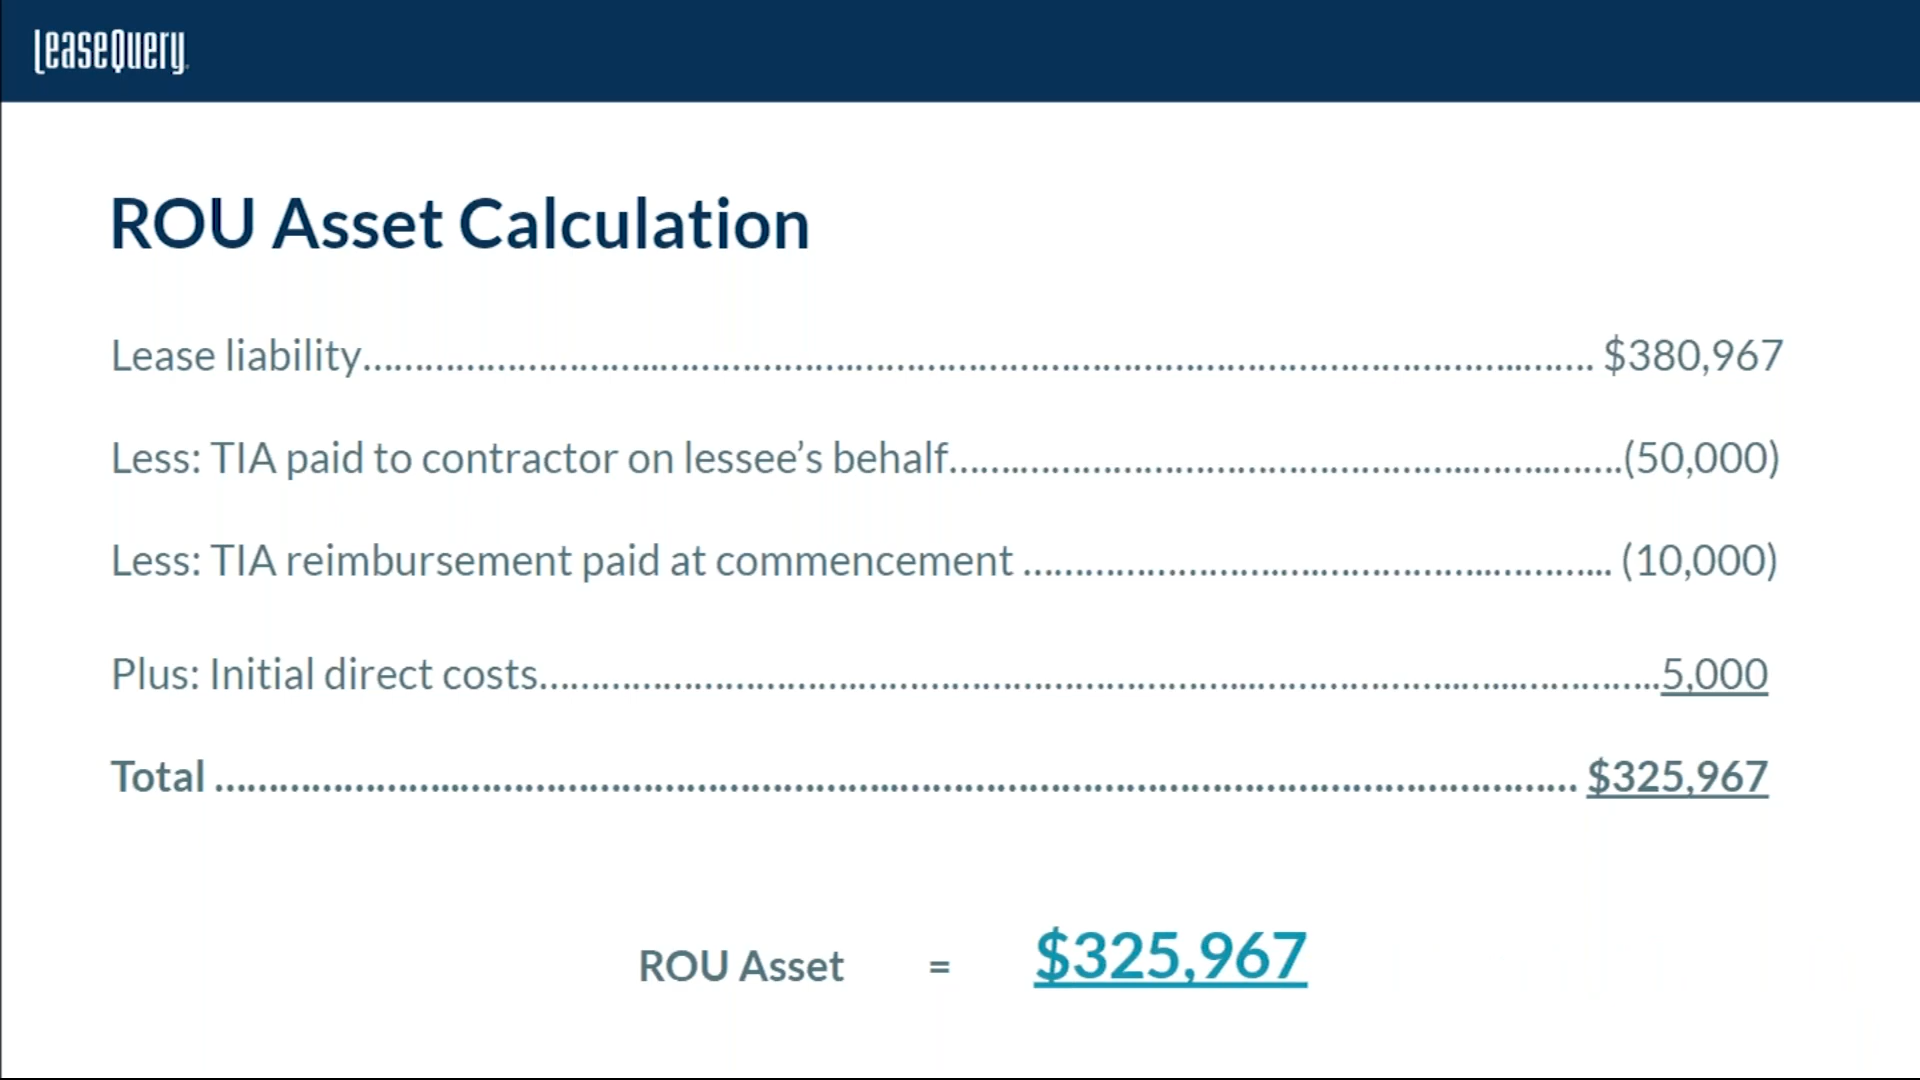 LeaseQuery
ROU Asset Calculation
Lease liability........................................................................................................ $380,967
Less: TIA paid to contractor on lessee’s behalf............................................................(50,000)
Less: TIA reimbursement paid at commencement ...................................................... (10,000)
Plus: Initial direct costs....................................................................................................5,000
Total ........................................................................................................................ $325,967
ROU Asset = $325,967